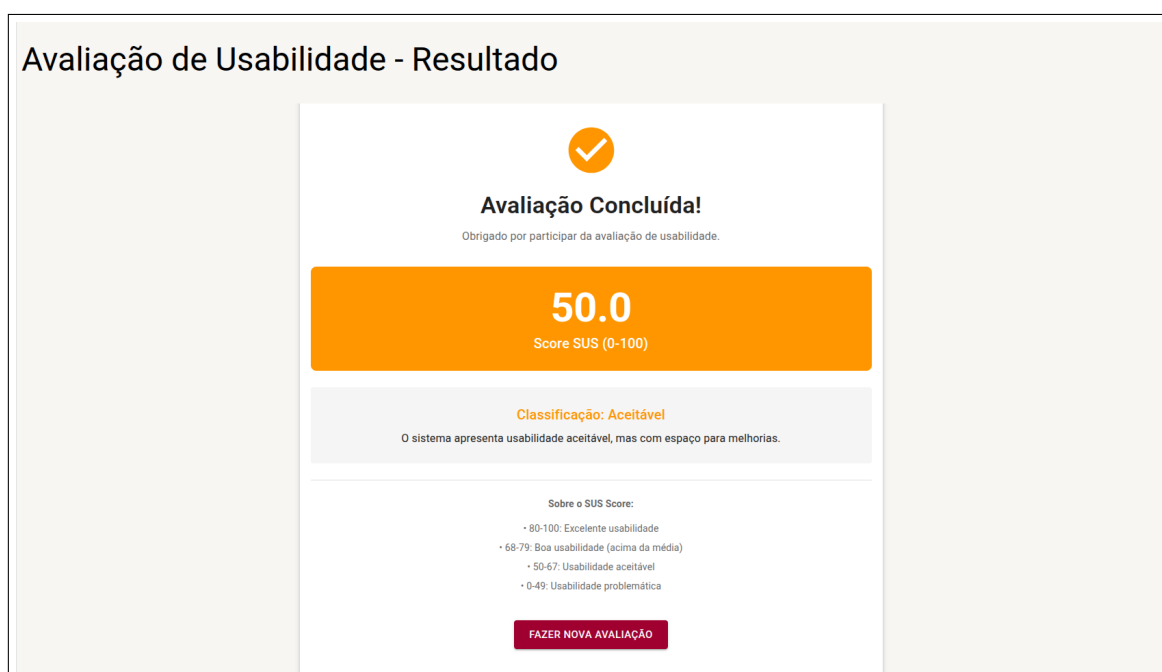 Avaliação de Usabilidade - Resultado
Avaliação Concluída!
Obrigado por participar da avaliação de usabilidade.
50.0
Score SUS (0-100)
Classificação: Aceitável
O sistema apresenta usabilidade aceitável, mas com espaço para melhorias.
Sobre o SUS Score:
• 80-100: Excelente usabilidade
• 68-79: Boa usabilidade (acima da média)
• 50-67: Usabilidade aceitável
• 0-49: Usabilidade problemática
FAZER NOVA AVALIAÇÃO